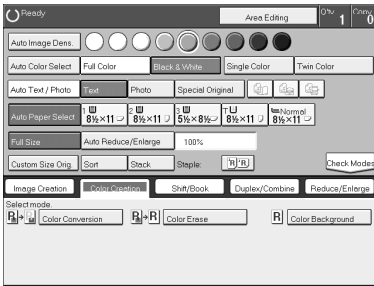 Ready
Area Editing
Q'ty
1
Copy
0
Auto Image Dens.
Auto Color Select
Full Color
Black & White
Single Color
Twin Color
Auto Text / Photo
Text
Photo
Special Original
Auto Paper Select
1
8½×11
2
8½×11
3
5½×8½
T
8½×11
Normal
8½×11
Full Size
Auto Reduce/Enlarge
100%
Custom Size Orig.
Sort
Stack
Staple:
Check Modes
Image Creation
Color Creation
Shift/Book
Duplex/Combine
Reduce/Enlarge
Select mode.
Color Conversion
R
R
Color Erase
R
Color Background